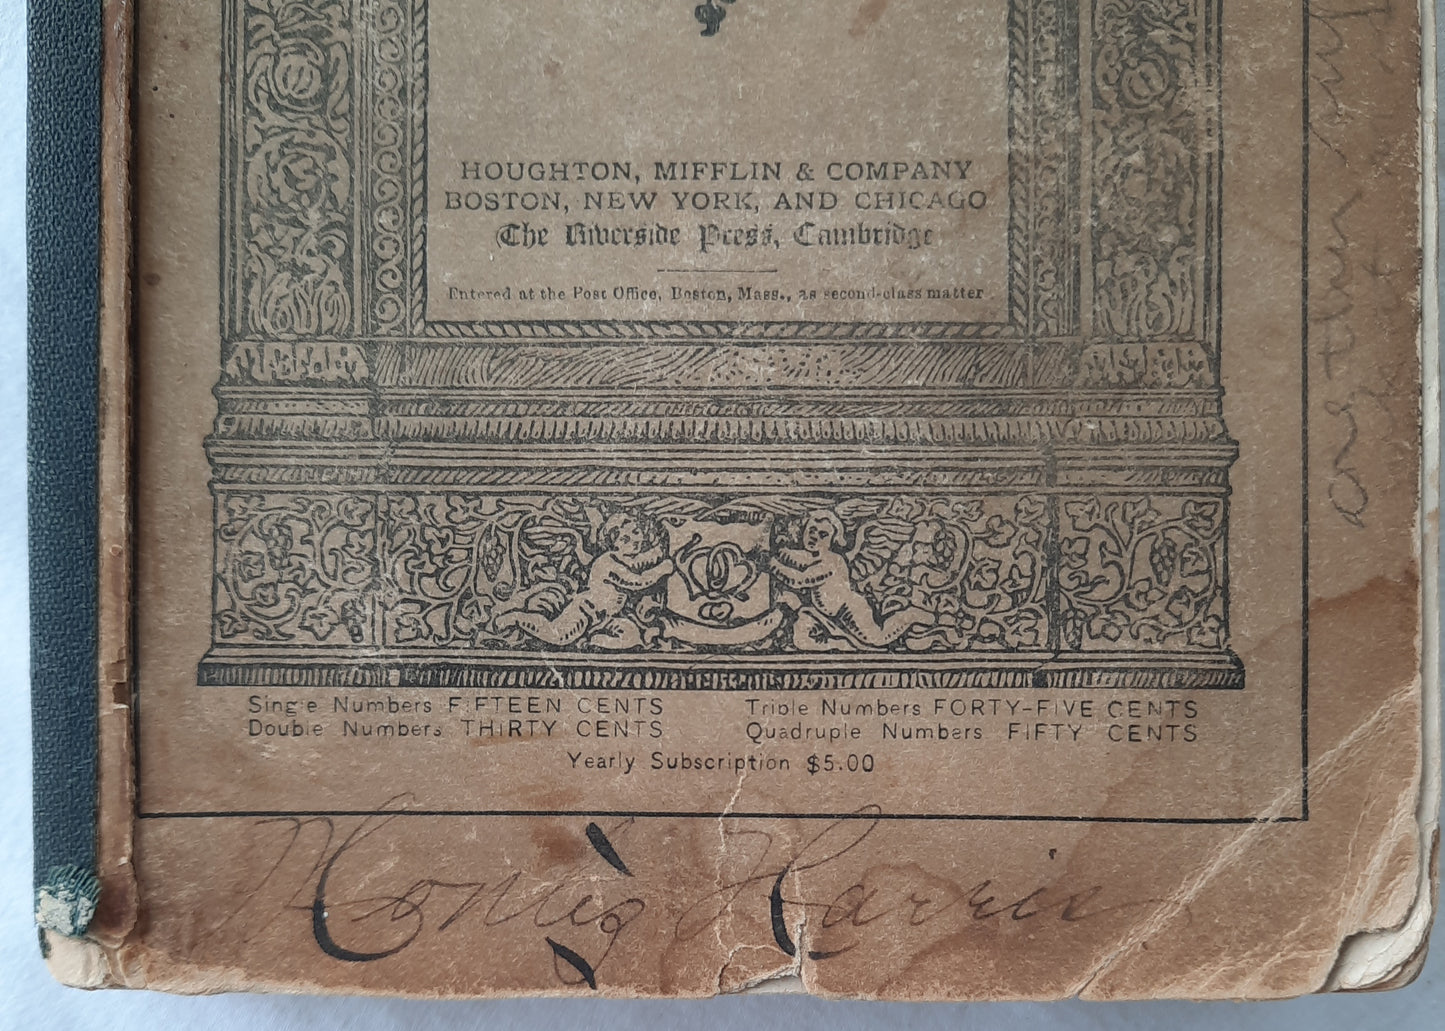 HOUGHTON, MIFFLIN & COMPANY
BOSTON, NEW YORK, AND CHICAGO
The Riverside Press, Cambridge
Entered at the Post Office, Boston, Mass., as second-class matter
Single Numbers FIFTEEN CENTS
Double Numbers THIRTY CENTS
Triple Numbers FORTY-FIVE CENTS
Quadruple Numbers FIFTY CENTS
Yearly Subscription $5.00
Harris